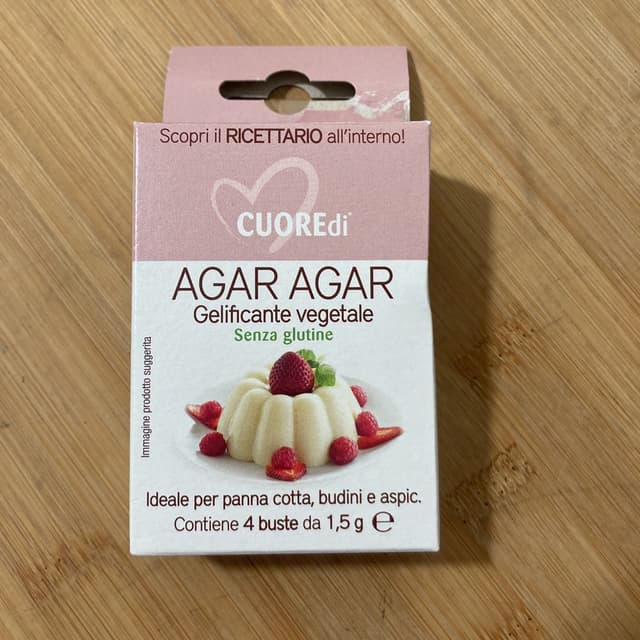 Scopri il RICETTARIO all'interno!
CUOREdi®
AGAR AGAR
Gelificante vegetale
Senza glutine
Immagine prodotto suggerita
Ideale per panna cotta, budini e aspic.
Contiene 4 buste da 1,5 g ℮